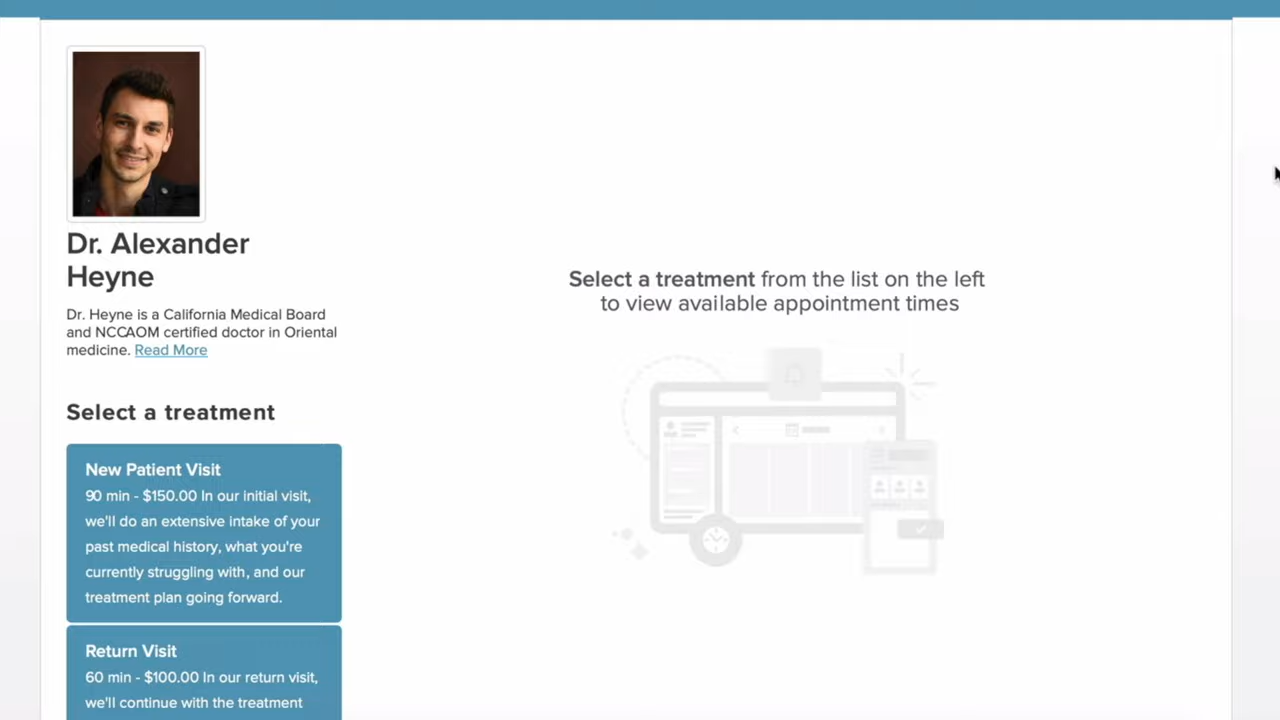 Dr. Alexander
Heyne
Dr. Heyne is a California Medical Board
and NCCAOM certified doctor in Oriental
medicine. Read More
Select a treatment
New Patient Visit
90 min - $150.00 In our initial visit,
we'll do an extensive intake of your
past medical history, what you're
currently struggling with, and our
treatment plan going forward.
Return Visit
60 min - $100.00 In our return visit,
we'll continue with the treatment
Select a treatment from the list on the left
to view available appointment times